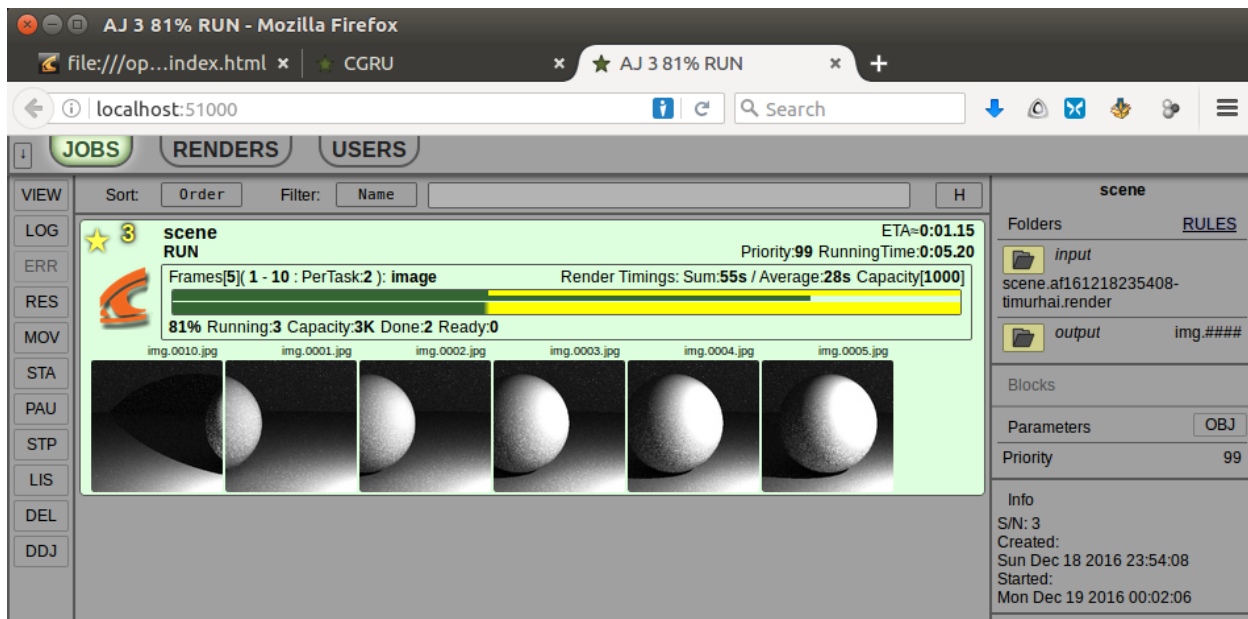 AJ 3 81% RUN - Mozilla Firefox
file:///op...index.html
CGRU
AJ 3 81% RUN
localhost:51000
Search
JOBS RENDERS USERS
VIEW
LOG
ERR
RES
MOV
STA
PAU
STP
LIS
DEL
DDJ
Sort: Order Filter: Name H
3 scene ETA≈0:01.15
RUN Priority:99 RunningTime:0:05.20
Frames[5]( 1 - 10 : PerTask:2 ): image Render Timings: Sum:55s / Average:28s Capacity[1000]
81% Running:3 Capacity:3K Done:2 Ready:0
img.0010.jpg img.0001.jpg img.0002.jpg img.0003.jpg img.0004.jpg img.0005.jpg
scene
Folders RULES
input
scene.af161218235408-
timurhai.render
output img.####
Blocks
Parameters OBJ
Priority 99
Info
S/N: 3
Created:
Sun Dec 18 2016 23:54:08
Started:
Mon Dec 19 2016 00:02:06